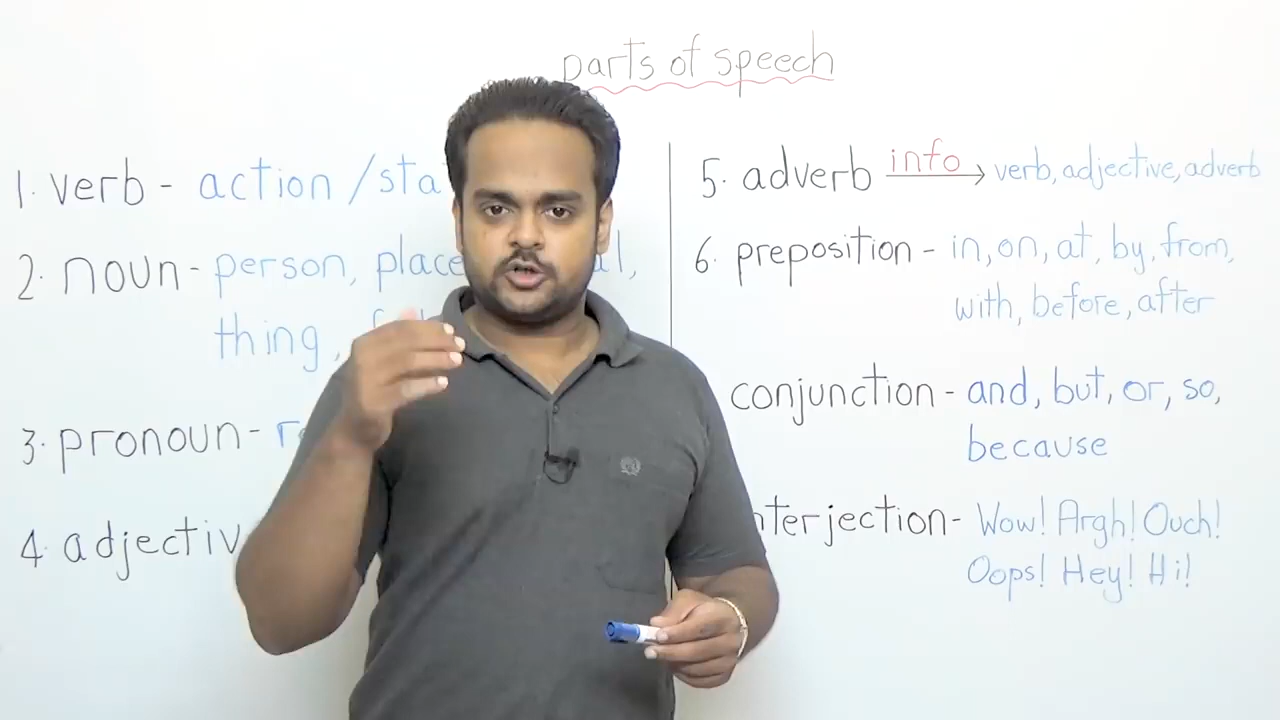 parts of speech
1. verb - action / sta
2. noun - person, place
thing,
3. pronoun -
4. adjectiv
5. adverb info → verb, adjective, adverb
6. preposition - in, on, at, by, from,
with, before, after
conjunction - and, but, or, so,
because
nterjection - Wow! Argh! Ouch!
Oops! Hey! Hi!